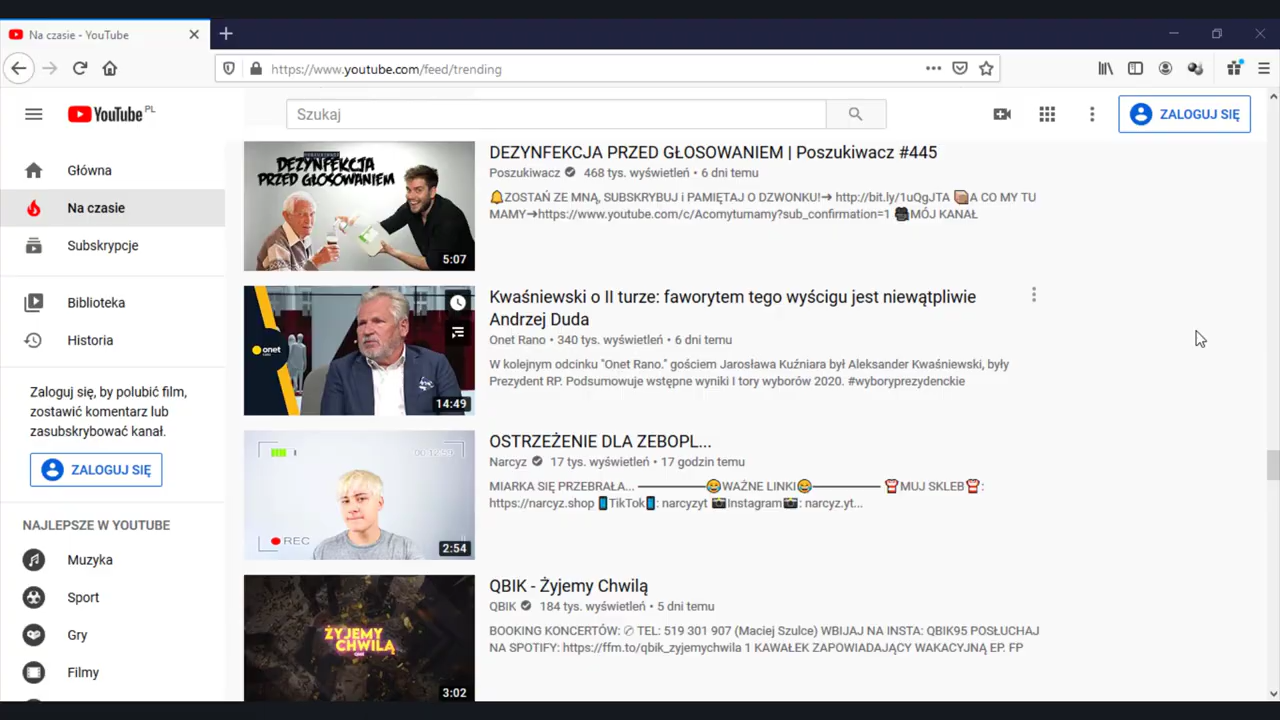 Na czasie - YouTube
https://www.youtube.com/feed/trending
YouTube PL
Szukaj
ZALOGUJ SIĘ
Główna
Na czasie
Subskrypcje
Biblioteka
Historia
Zaloguj się, by polubić film,
zostawić komentarz lub
zasubskrybować kanał.
ZALOGUJ SIĘ
NAJLEPSZE W YOUTUBE
Muzyka
Sport
Gry
Filmy
DEZYNFEKCJA
PRZED GŁOSOWANIEM
5:07
DEZYNFEKCJA PRZED GŁOSOWANIEM | Poszukiwacz #445
Poszukiwacz 468 tys. wyświetleń • 6 dni temu
🔔ZOSTAŃ ZE MNĄ, SUBSKRYBUJ i PAMIĘTAJ O DZWONKU!➜ http://bit.ly/1uQgJTA A CO MY TU
MAMY➜https://www.youtube.com/c/Acomytumamy?sub_confirmation=1 MÓJ KANAŁ
onet
RANO
14:49
Kwaśniewski o II turze: faworytem tego wyścigu jest niewątpliwie
Andrzej Duda
Onet Rano • 340 tys. wyświetleń • 6 dni temu
W kolejnym odcinku "Onet Rano." gościem Jarosława Kuźniara był Aleksander Kwaśniewski, były
Prezydent RP. Podsumowuje wstępne wyniki I tory wyborów 2020. #wyboryprezydenckie
00:12:59
REC
2:54
OSTRZEŻENIE DLA ZEBOPL...
Narcyz 17 tys. wyświetleń • 17 godzin temu
MIARKA SIĘ PRZEBRAŁA... ——————😂WAŻNE LINKI😂—————— MUJ SKLEB:
https://narcyz.shop 📱TikTok📱: narcyzyt 📸Instagram📸: narcyz.yt...
ŻYJEMY
CHWILĄ
3:02
QBIK - Żyjemy Chwilą
QBIK 184 tys. wyświetleń • 5 dni temu
BOOKING KONCERTÓW: ✆ TEL: 519 301 907 (Maciej Szulce) WBIJAJ NA INSTA: QBIK95 POSŁUCHAJ
NA SPOTIFY: https://ffm.to/qbik_zyjemychwila 1 KAWAŁEK ZAPOWIADAJĄCY WAKACYJNĄ EP. FP